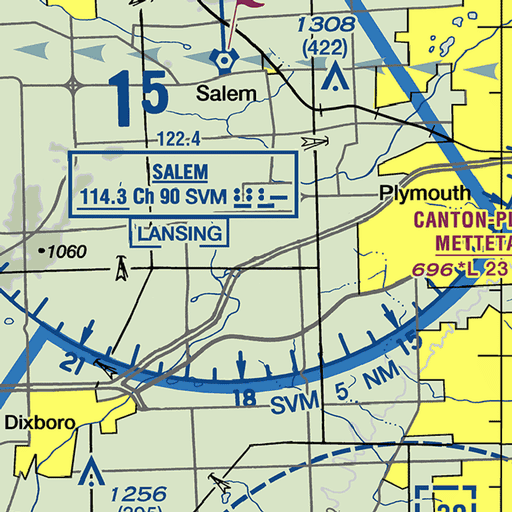 1308
(422)
15
Salem
122.4
SALEM
114.3 Ch 90 SVM
LANSING
Plymouth
CANTON-PL
METTETA
696 *L 23
1060
21
18
15
SVM 5 NM
Dixboro
1256